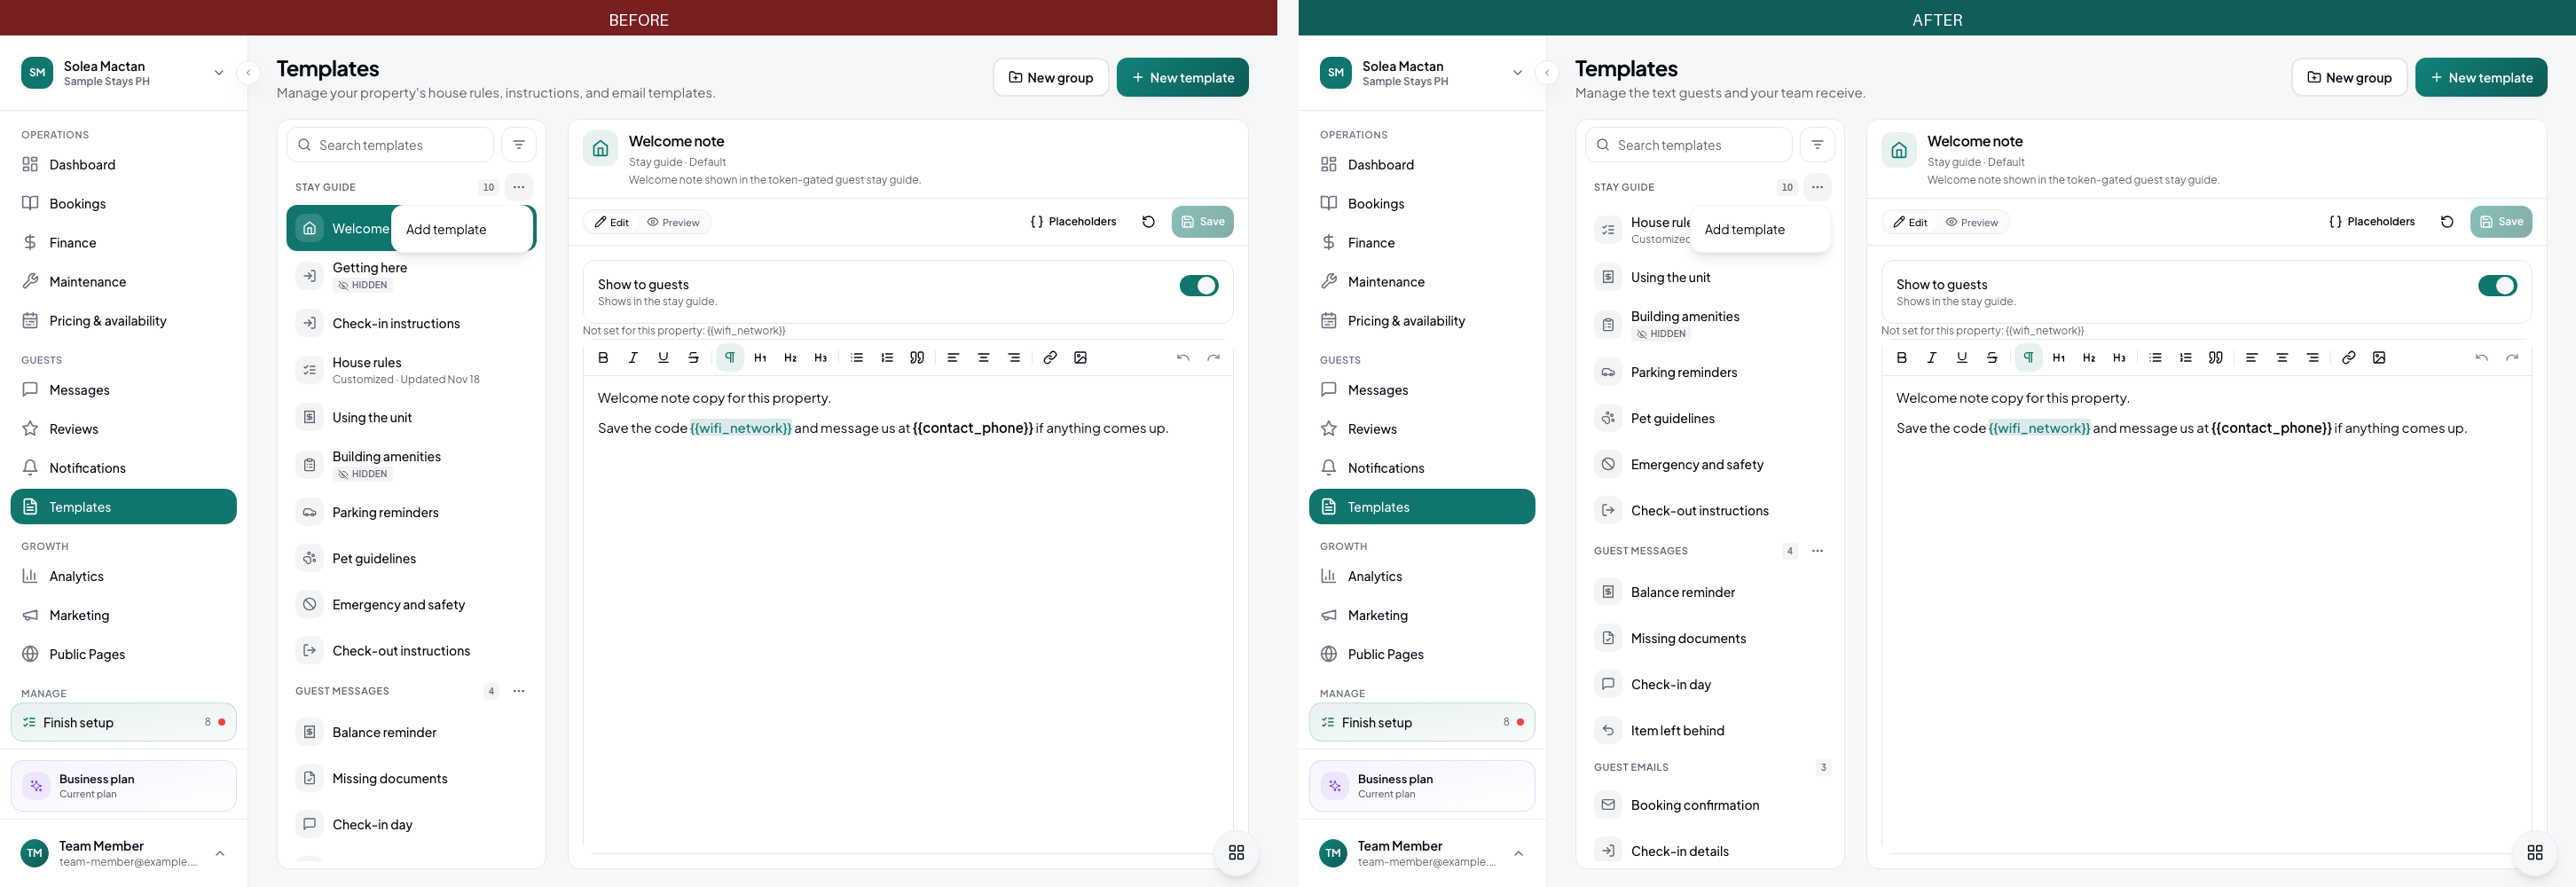 BEFORE
SM
Solea Mactan
Sample Stays PH
OPERATIONS
Dashboard
Bookings
Finance
Maintenance
Pricing & availability
GUESTS
Messages
Reviews
Notifications
Templates
GROWTH
Analytics
Marketing
Public Pages
MANAGE
Finish setup
8
Business plan
Current plan
TM
Team Member
team-member@example....
Templates
Manage your property's house rules, instructions, and email templates.
New group
New template
Search templates
STAY GUIDE
10
Welcome
Add template
Getting here
HIDDEN
Check-in instructions
House rules
Customized · Updated Nov 18
Using the unit
Building amenities
HIDDEN
Parking reminders
Pet guidelines
Emergency and safety
Check-out instructions
GUEST MESSAGES
4
Balance reminder
Missing documents
Check-in day
Welcome note
Stay guide · Default
Welcome note shown in the token-gated guest stay guide.
Edit
Preview
{ } Placeholders
Save
Show to guests
Shows in the stay guide.
Not set for this property: {{wifi_network}}
B I U S ¶ H1 H2 H3
Welcome note copy for this property.
Save the code {{wifi_network}} and message us at {{contact_phone}} if anything comes up.
AFTER
SM
Solea Mactan
Sample Stays PH
OPERATIONS
Dashboard
Bookings
Finance
Maintenance
Pricing & availability
GUESTS
Messages
Reviews
Notifications
Templates
GROWTH
Analytics
Marketing
Public Pages
MANAGE
Finish setup
8
Business plan
Current plan
TM
Team Member
team-member@example....
Templates
Manage the text guests and your team receive.
New group
New template
Search templates
STAY GUIDE
10
House rule
Customized
Add template
Using the unit
Building amenities
HIDDEN
Parking reminders
Pet guidelines
Emergency and safety
Check-out instructions
GUEST MESSAGES
4
Balance reminder
Missing documents
Check-in day
Item left behind
GUEST EMAILS
3
Booking confirmation
Check-in details
Welcome note
Stay guide · Default
Welcome note shown in the token-gated guest stay guide.
Edit
Preview
{ } Placeholders
Save
Show to guests
Shows in the stay guide.
Not set for this property: {{wifi_network}}
B I U S ¶ H1 H2 H3
Welcome note copy for this property.
Save the code {{wifi_network}} and message us at {{contact_phone}} if anything comes up.